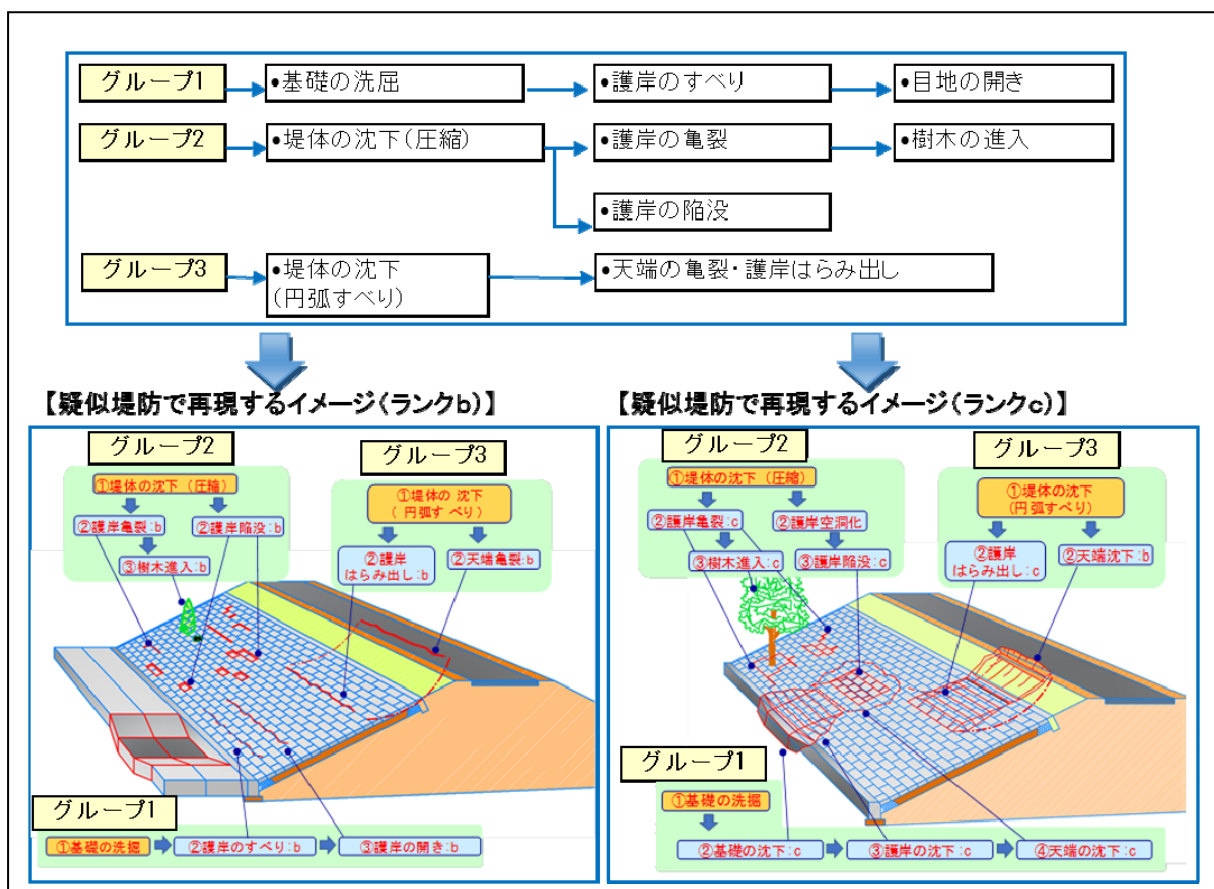 グループ1
•基礎の洗屈
•護岸のすべり
•目地の開き
グループ2
•堤体の沈下(圧縮)
•護岸の亀裂
•樹木の進入
•護岸の陥没
グループ3
•堤体の沈下
(円弧すべり)
•天端の亀裂・護岸はらみ出し
【疑似堤防で再現するイメージ(ランクb)】
グループ2
①堤体の沈下(圧縮)
②護岸亀裂:b
②護岸陥没:b
③樹木進入:b
グループ3
①堤体の 沈下
( 円弧す べり)
②護岸
はらみ出し:b
②天端亀裂:b
グループ1
①基礎の洗掘
②護岸のすべり:b
③護岸の開き:b
【疑似堤防で再現するイメージ(ランクc)】
グループ2
①堤体の沈下(圧縮)
②護岸亀裂:c
②護岸空洞化
③樹木進入:c
③護岸陥没:c
グループ3
①堤体の沈下
(円弧すべり)
②護岸
はらみ出し:c
②天端沈下:b
グループ1
①基礎の洗掘
②基礎の沈下:c
③護岸の沈下:c
④天端の沈下:c